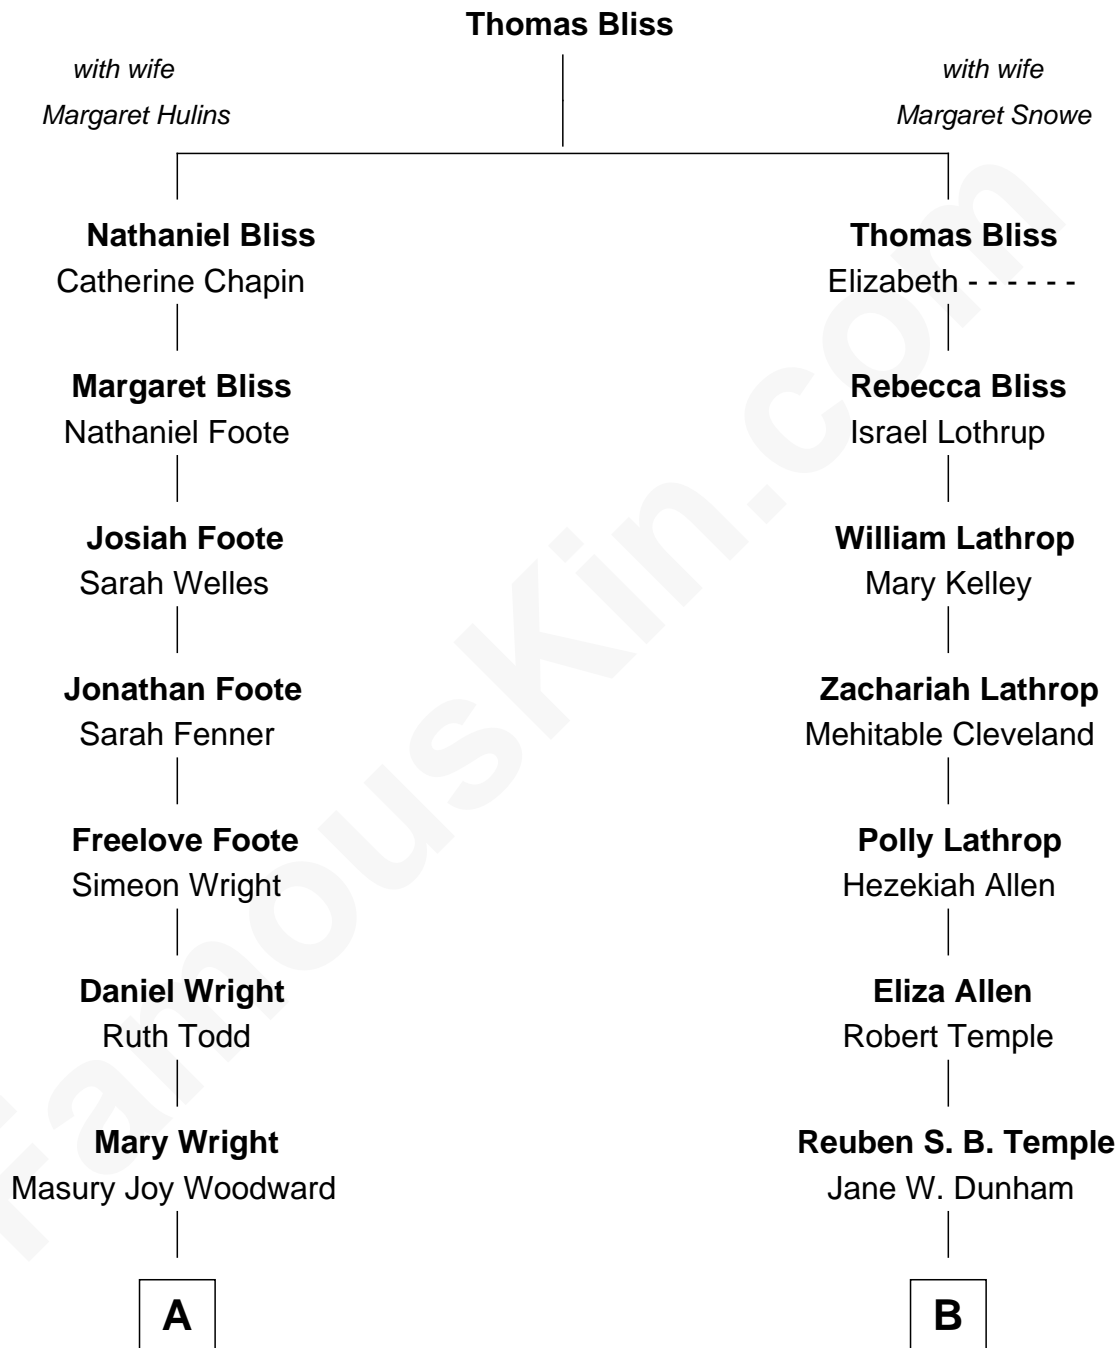 Thomas Bliss
with wife
Margaret Hulins
with wife
Margaret Snowe
Nathaniel Bliss
Catherine Chapin
Thomas Bliss
Elizabeth - - - - - -
Margaret Bliss
Nathaniel Foote
Rebecca Bliss
Israel Lothrup
Josiah Foote
Sarah Welles
William Lathrop
Mary Kelley
Jonathan Foote
Sarah Fenner
Zachariah Lathrop
Mehitable Cleveland
Freelove Foote
Simeon Wright
Polly Lathrop
Hezekiah Allen
Daniel Wright
Ruth Todd
Eliza Allen
Robert Temple
Mary Wright
Masury Joy Woodward
Reuben S. B. Temple
Jane W. Dunham
A
B
FamousKin.com